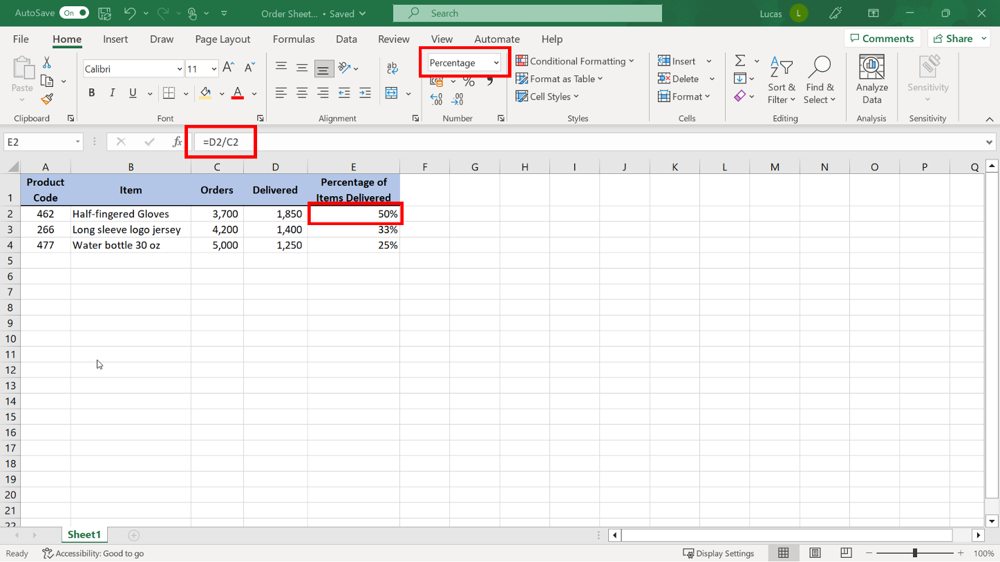 AutoSave On Order Sheet... • Saved Search Lucas L
File Home Insert Draw Page Layout Formulas Data Review View Automate Help Comments Share
Paste
Calibri 11
B I U A
ab
Percentage
% 9
Conditional Formatting
Format as Table
Cell Styles
Insert
Delete
Format
Sort & Filter
Find & Select
Analyze Data
Sensitivity
Clipboard Font Alignment Number Styles Cells Editing Analysis Sensitivity
E2 fx =D2/C2
A B C D E F G H I J K L M N O P Q
1 Product Code Item Orders Delivered Percentage of Items Delivered
2 462 Half-fingered Gloves 3,700 1,850 50%
3 266 Long sleeve logo jersey 4,200 1,400 33%
4 477 Water bottle 30 oz 5,000 1,250 25%
5
6
7
8
9
10
11
12
13
14
15
16
17
18
19
20
21
22
Sheet1
Ready Accessibility: Good to go Display Settings 100%